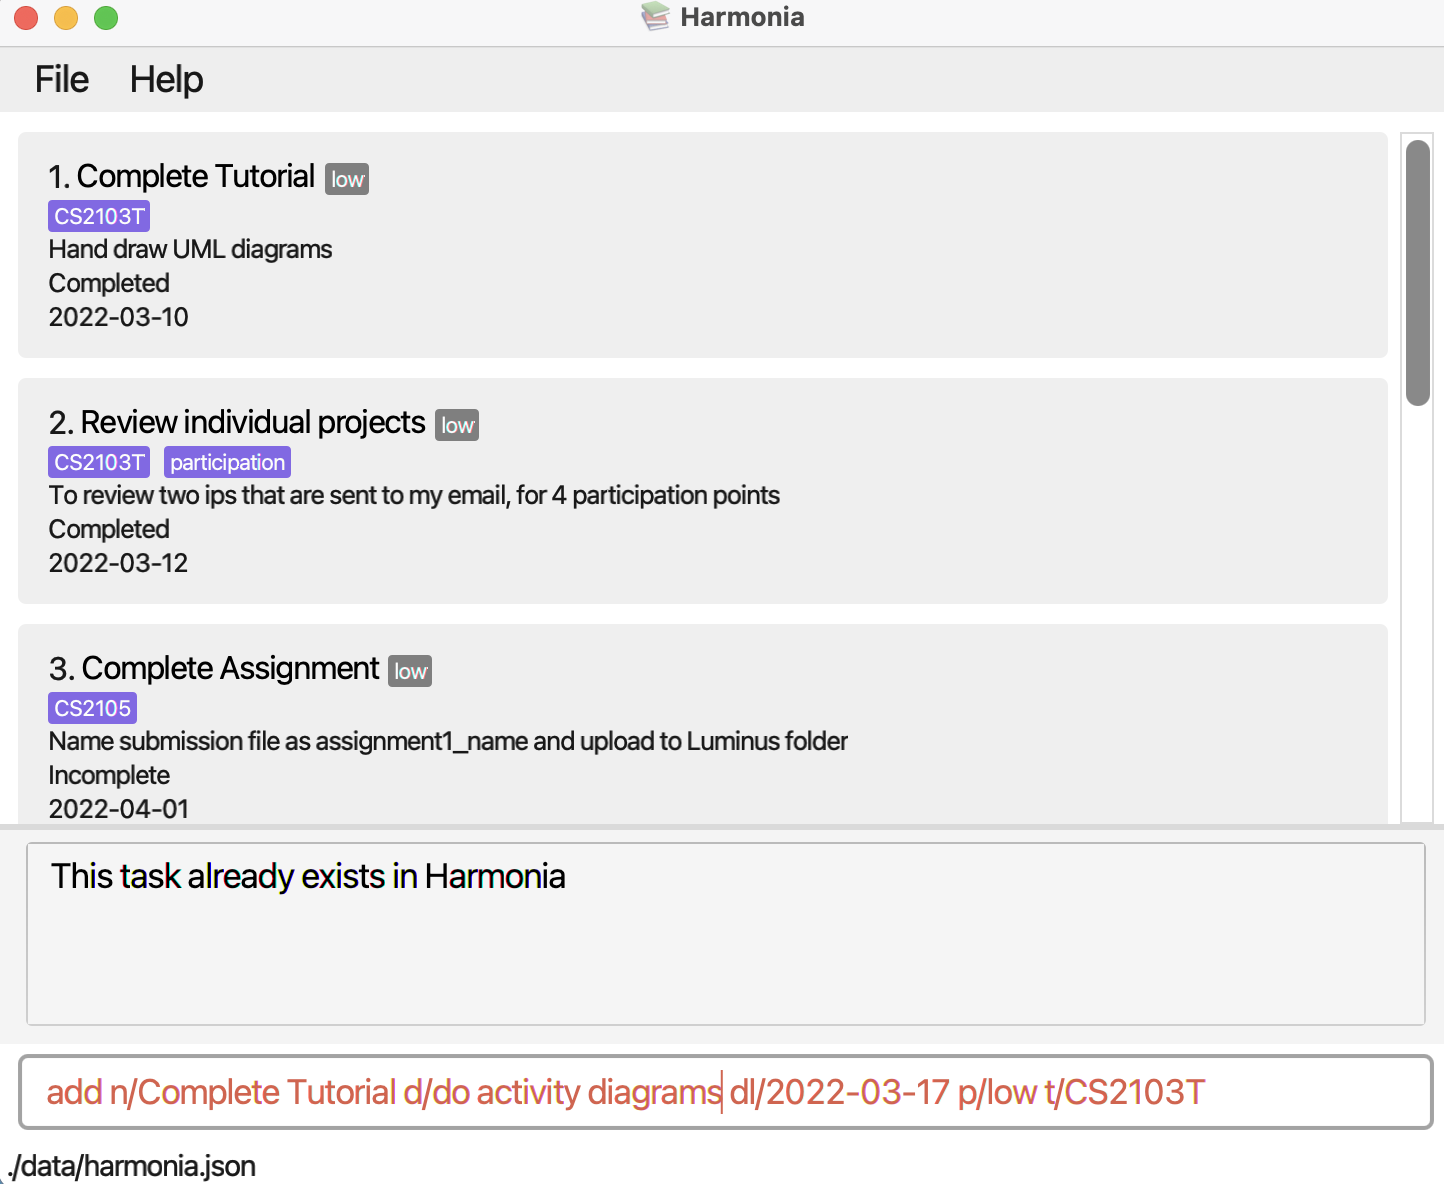 Harmonia
File Help
1. Complete Tutorial low
CS2103T
Hand draw UML diagrams
Completed
2022-03-10
2. Review individual projects low
CS2103T participation
To review two ips that are sent to my email, for 4 participation points
Completed
2022-03-12
3. Complete Assignment low
CS2105
Name submission file as assignment1_name and upload to Luminus folder
Incomplete
2022-04-01
This task already exists in Harmonia
add n/Complete Tutorial d/do activity diagrams dl/2022-03-17 p/low t/CS2103T
./data/harmonia.json